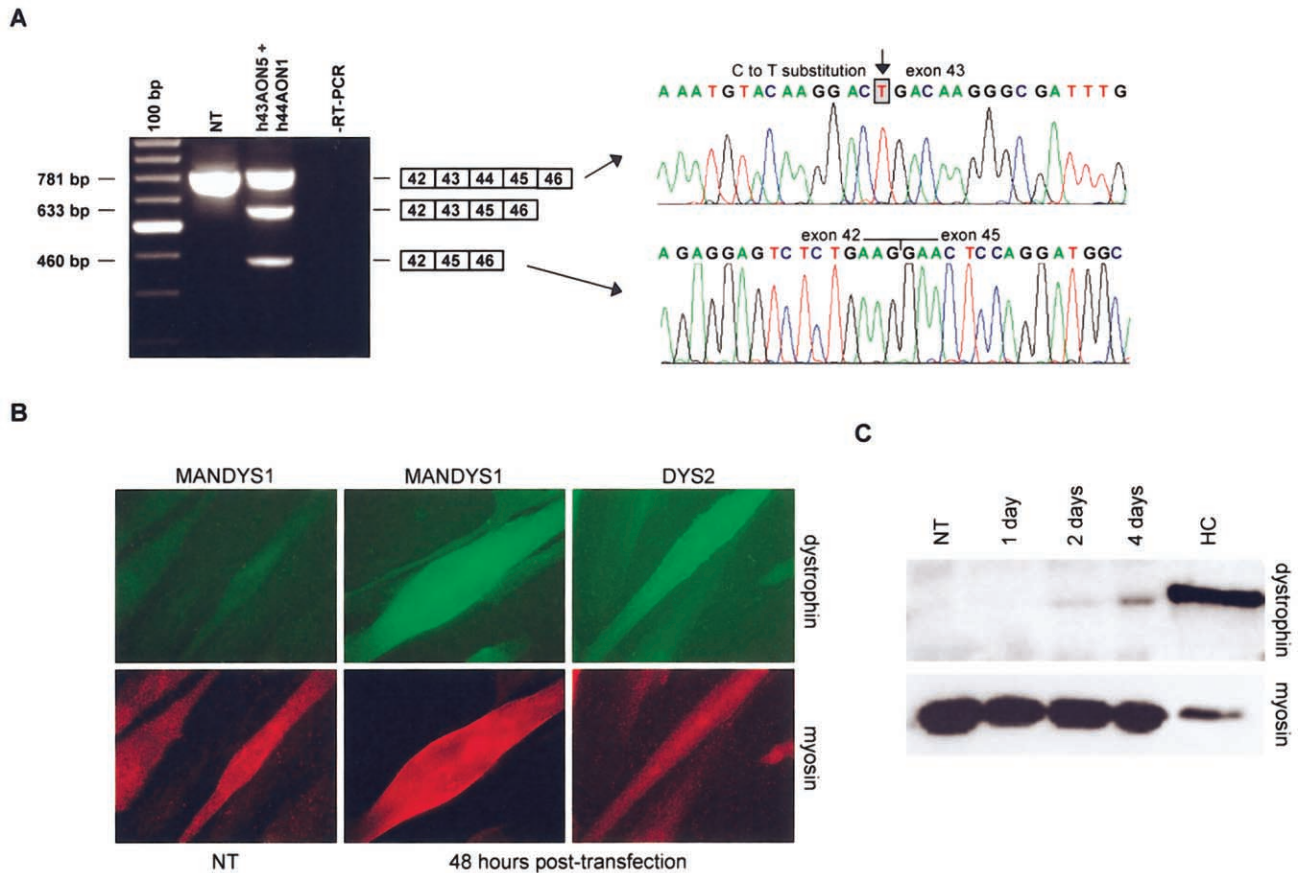 A
100 bp
NT
h43AON5 +
h44AON1
-RT-PCR
781 bp
633 bp
460 bp
42 43 44 45 46
42 43 45 46
42 45 46
C to T substitution exon 43
A A A T G T A C A A G G A C T G A C A A G G G C G A T T T G
exon 42 exon 45
A G A G G A G T C T C T G A A G G A A C T C C A G G A T G G C
B
MANDYS1 MANDYS1 DYS2
dystrophin
myosin
NT 48 hours post-transfection
C
NT
1 day
2 days
4 days
HC
dystrophin
myosin